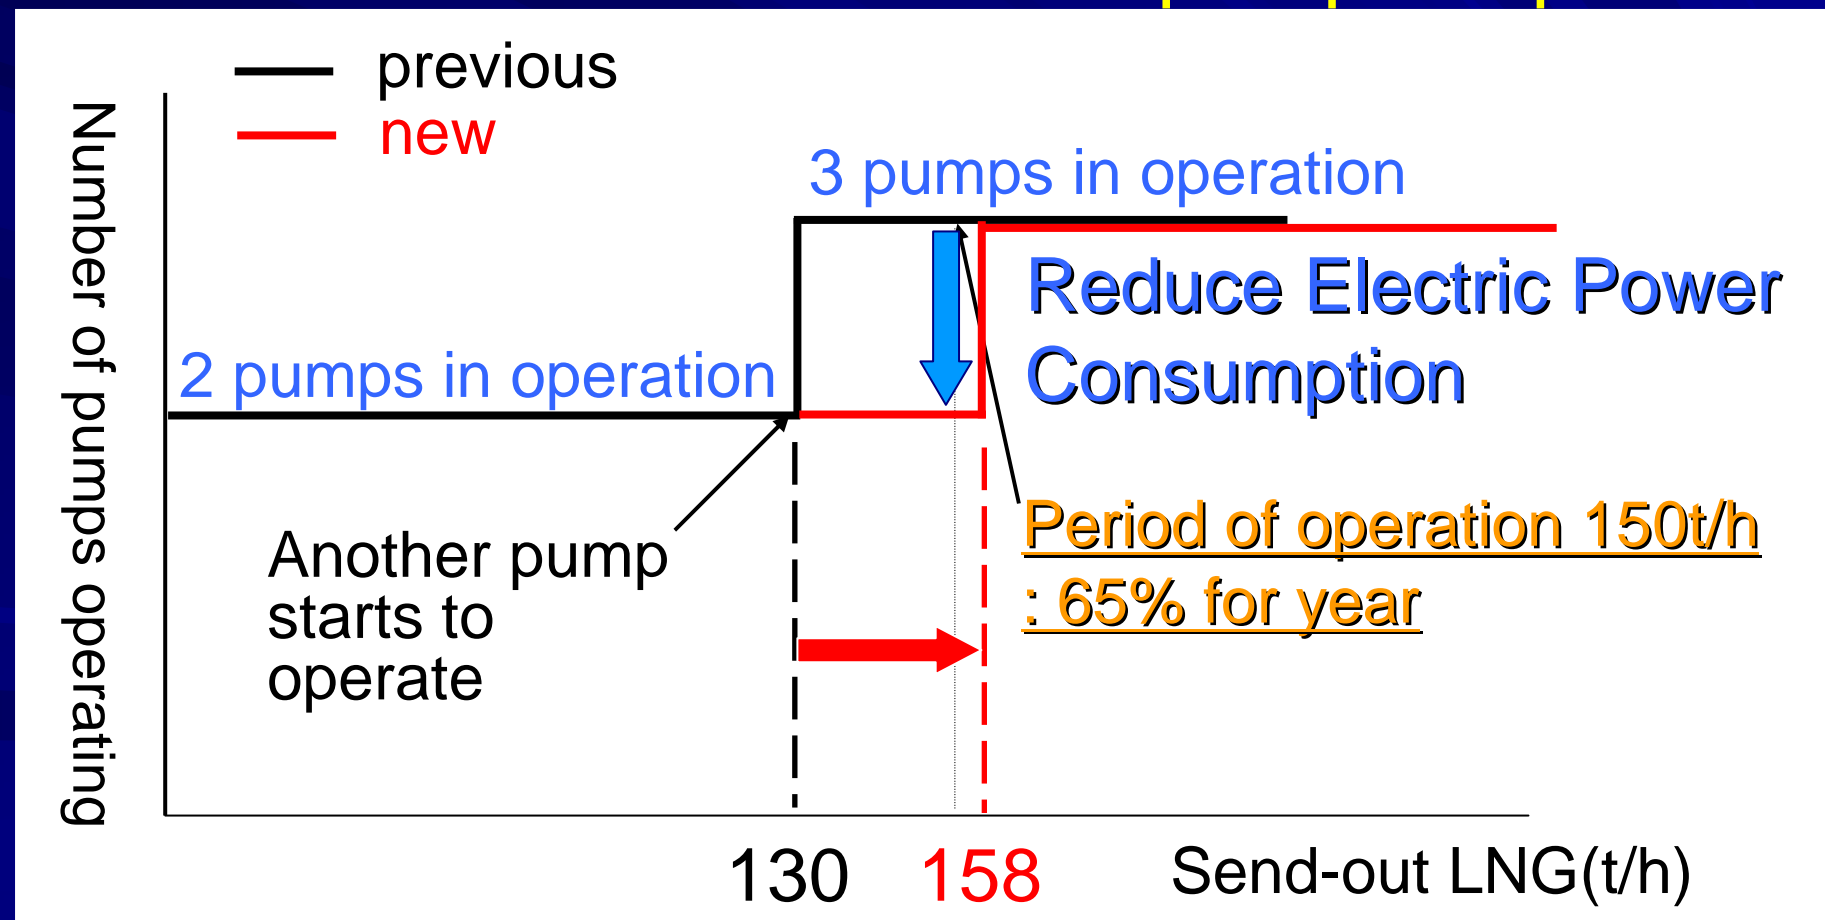 previous
new
3 pumps in operation
Number of pumps operating
Reduce Electric Power
Consumption
2 pumps in operation
Period of operation 150t/h
: 65% for year
Another pump
starts to
operate
130
158
Send-out LNG(t/h)